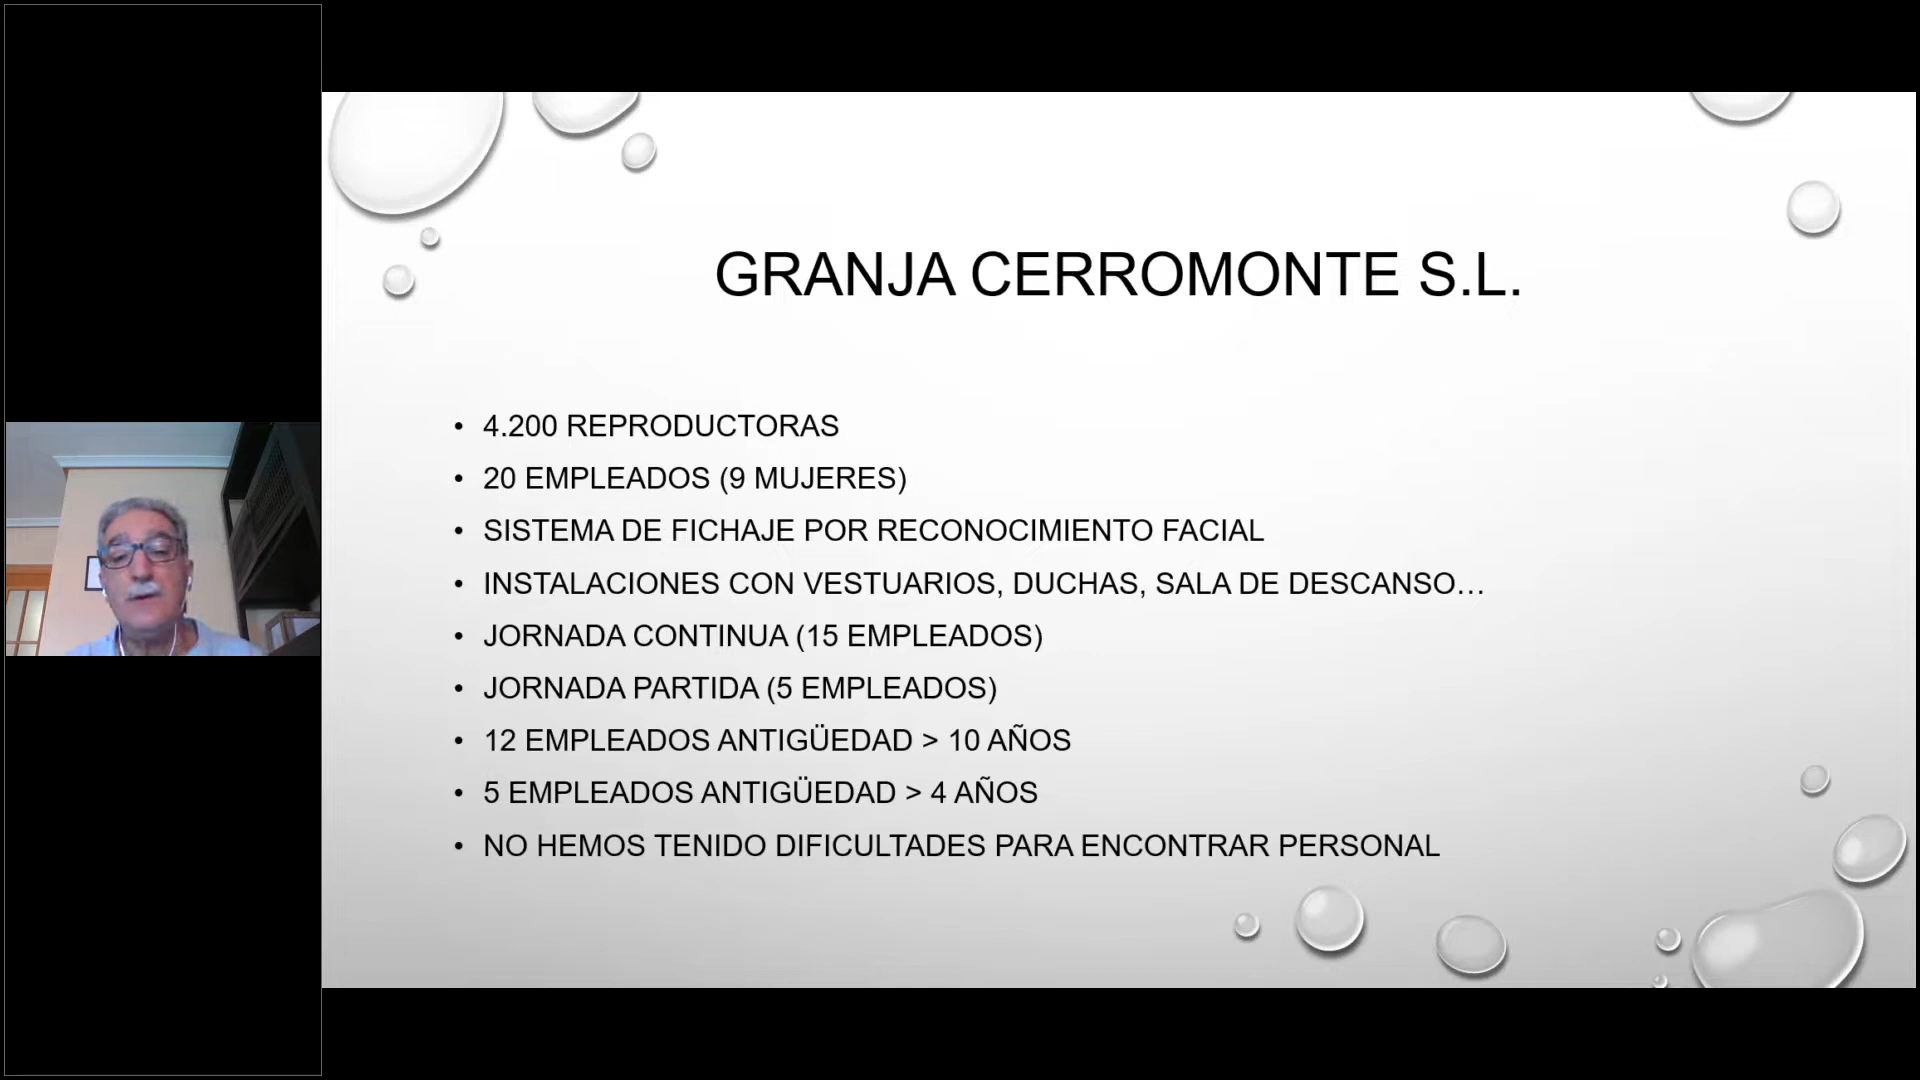 GRANJA CERROMONTE S.L.
• 4.200 REPRODUCTORAS
• 20 EMPLEADOS (9 MUJERES)
• SISTEMA DE FICHAJE POR RECONOCIMIENTO FACIAL
• INSTALACIONES CON VESTUARIOS, DUCHAS, SALA DE DESCANSO…
• JORNADA CONTINUA (15 EMPLEADOS)
• JORNADA PARTIDA (5 EMPLEADOS)
• 12 EMPLEADOS ANTIGÜEDAD > 10 AÑOS
• 5 EMPLEADOS ANTIGÜEDAD > 4 AÑOS
• NO HEMOS TENIDO DIFICULTADES PARA ENCONTRAR PERSONAL